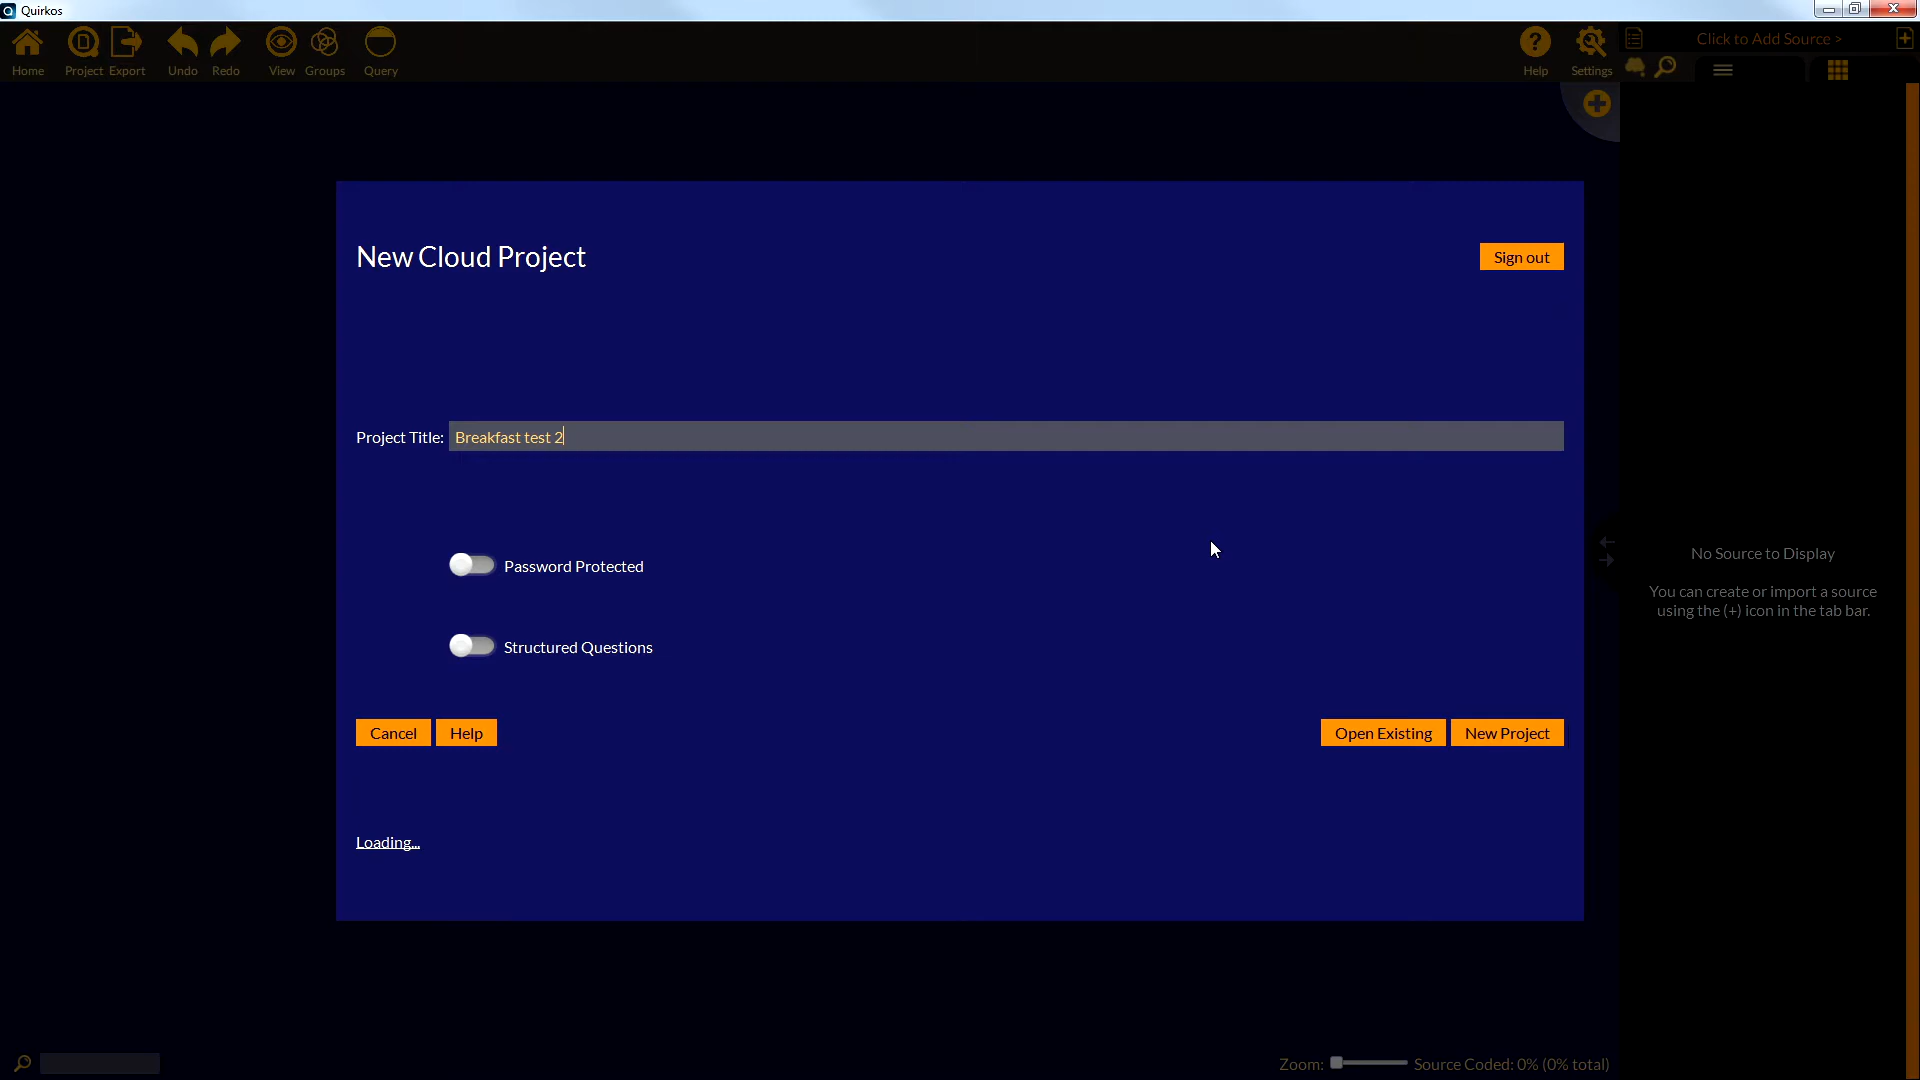 Quirkos
Home Project Export Undo Redo View Groups Query Help Settings
Click to Add Source >
New Cloud Project
Sign out
Project Title: Breakfast test 2
Password Protected
Structured Questions
Cancel Help Open Existing New Project
Loading...
No Source to Display
You can create or import a source
using the (+) icon in the tab bar.
Zoom: Source Coded: 0% (0% total)